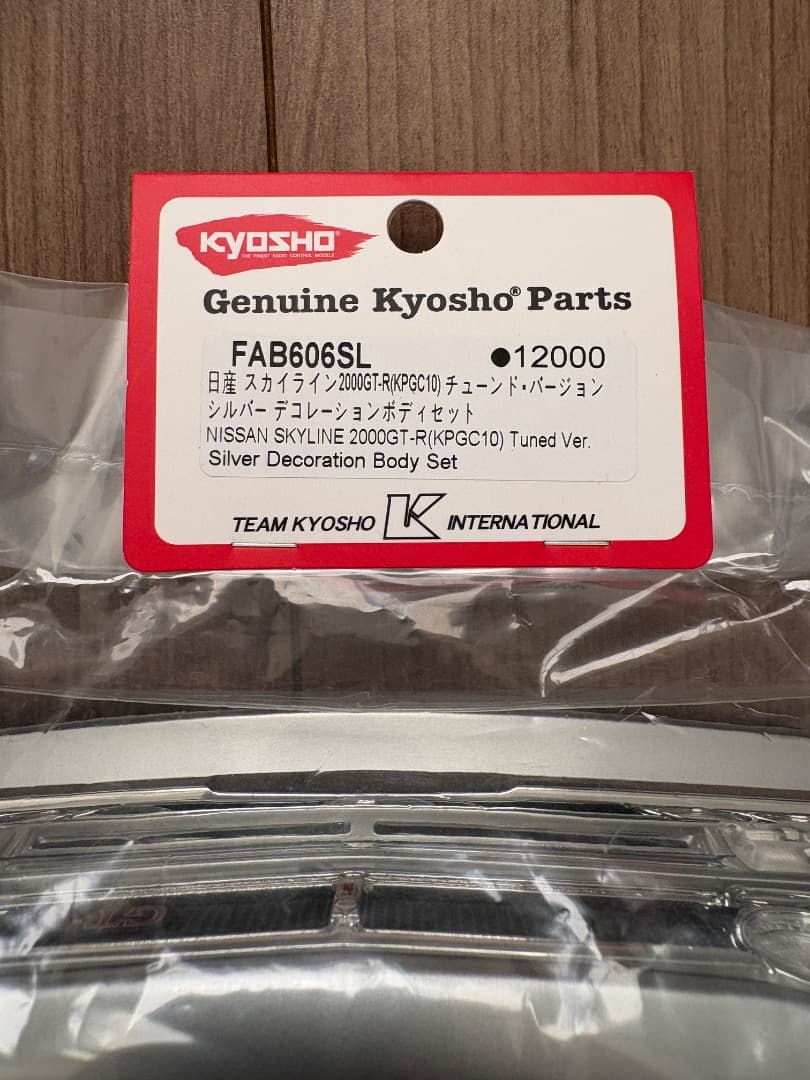 KYOSHO®
THE FINEST RADIO CONTROL MODELS
Genuine Kyosho® Parts
FAB606SL ●12000
日産 スカイライン2000GT-R(KPGC10) チューンド・バージョン
シルバー デコレーションボディセット
NISSAN SKYLINE 2000GT-R(KPGC10) Tuned Ver.
Silver Decoration Body Set
TEAM KYOSHO K INTERNATIONAL